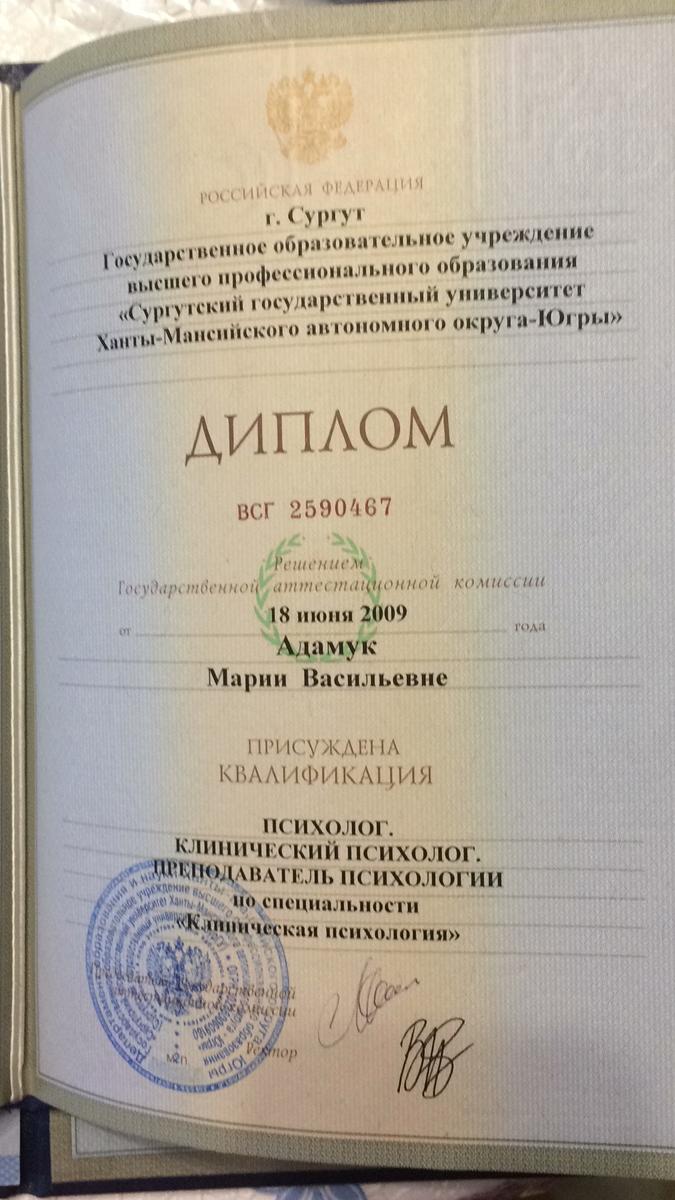 РОССИЙСКАЯ ФЕДЕРАЦИЯ
г. Сургут
Государственное образовательное учреждение
высшего профессионального образования
«Сургутский государственный университет
Ханты-Мансийского автономного округа-Югры»
ДИПЛОМ
ВСГ 2590467
Решением
Государственной аттестационной комиссии
18 июня 2009
от года
Адамук
Марии Васильевне
ПРИСУЖДЕНА
КВАЛИФИКАЦИЯ
ПСИХОЛОГ.
КЛИНИЧЕСКИЙ ПСИХОЛОГ.
ПРЕПОДАВАТЕЛЬ ПСИХОЛОГИИ
по специальности
«Клиническая психология»
Государственной
комиссии
М.П.
Ректор